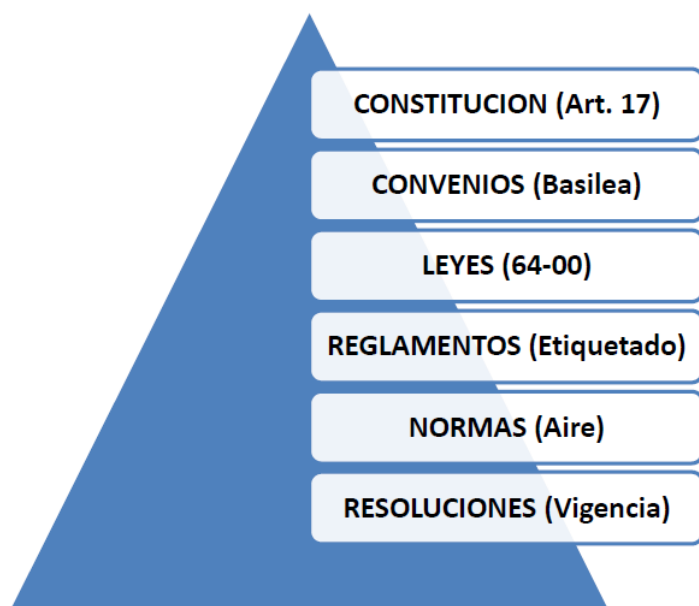 CONSTITUCION (Art. 17)
CONVENIOS (Basilea)
LEYES (64-00)
REGLAMENTOS (Etiquetado)
NORMAS (Aire)
RESOLUCIONES (Vigencia)